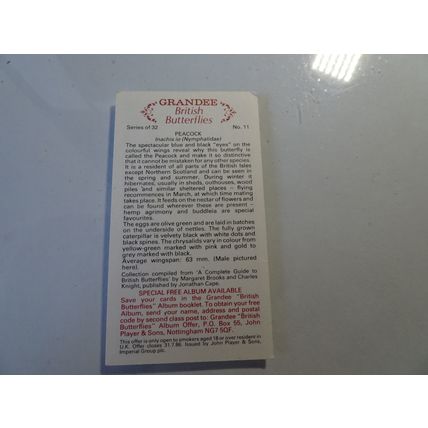 GRANDEE
British
Butterflies
Series of 32 No. 11
PEACOCK
Inachis io (Nymphalidae)
The spectacular blue and black "eyes" on the
colourful wings reveal why this butterfly is
called the Peacock and make it so distinctive
that it cannot be mistaken for any other species.
It is a resident of all parts of the British Isles
except Northern Scotland and can be seen in
the spring and summer. During winter it
hibernates, usually in sheds, outhouses, wood
piles and similar sheltered places – flying
recommences in March, at which time mating
takes place. It feeds on the nectar of flowers and
can be found wherever these are present –
hemp agrimony and buddleia are special
favourites.
The eggs are olive green and are laid in batches
on the underside of nettles. The fully grown
caterpillar is velvety black with white dots and
black spines. The chrysalids vary in colour from
yellow-green marked with pink and gold to
grey marked with black.
Average wingspan: 63 mm. (Male pictured
here).
Collection compiled from 'A Complete Guide to
British Butterflies' by Margaret Brooks and Charles
Knight, published by Jonathan Cape.
SPECIAL FREE ALBUM AVAILABLE
Save your cards in the Grandee "British
Butterflies" Album booklet. To obtain your free
Album, send your name, address and postal
code by second class post to: Grandee "British
Butterflies" Album Offer, P.O. Box 55, John
Player & Sons, Nottingham NG7 5QF.
This offer is only open to smokers aged 18 or over resident in
U.K. Offer closes 31.7.86. Issued by John Player & Sons,
Imperial Group plc.